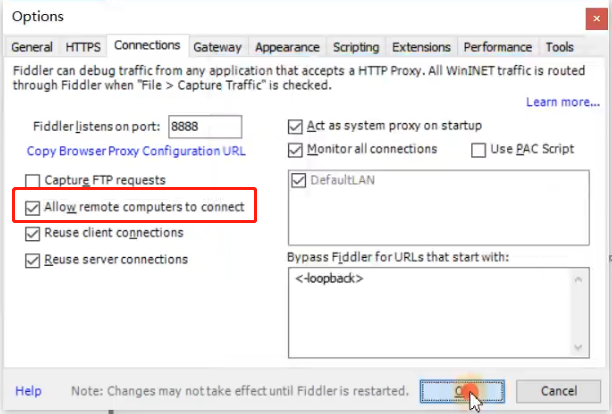 Options
General HTTPS Connections Gateway Appearance Scripting Extensions Performance Tools
Fiddler can debug traffic from any application that accepts a HTTP Proxy. All WinINET traffic is routed
through Fiddler when "File > Capture Traffic" is checked.
Learn more...
Fiddler listens on port: 8888
Copy Browser Proxy Configuration URL
Capture FTP requests
Allow remote computers to connect
Reuse client connections
Reuse server connections
Act as system proxy on startup
Monitor all connections Use PAC Script
DefaultLAN
Bypass Fiddler for URLs that start with:
<-loopback>
Help Note: Changes may not take effect until Fiddler is restarted. Cancel